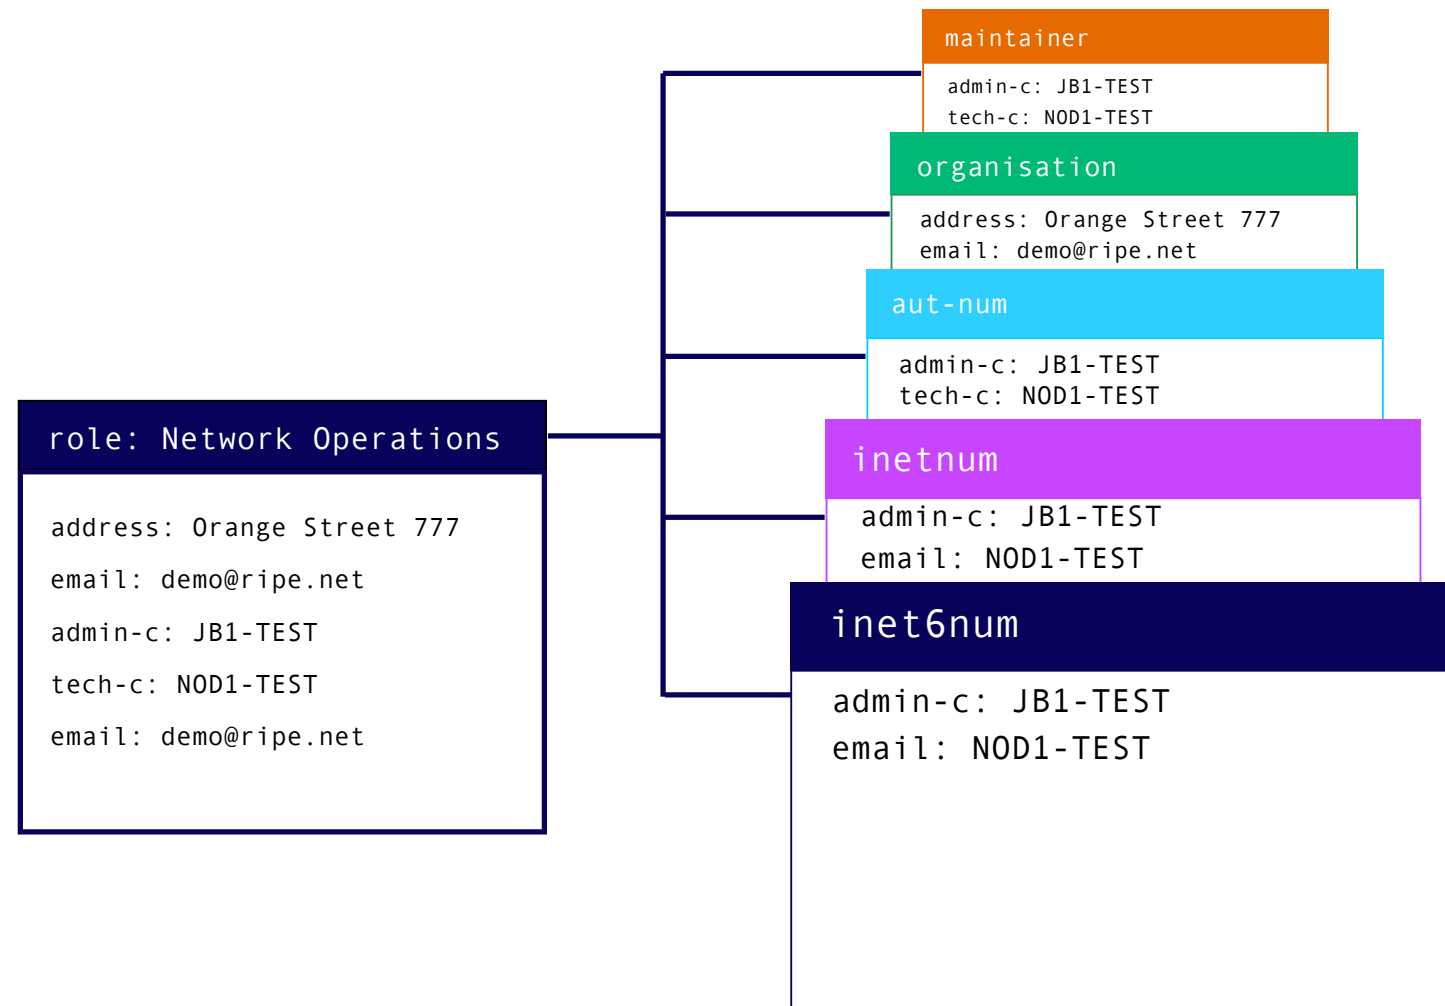 role: Network Operations
address: Orange Street 777
email: demo@ripe.net
admin-c: JB1-TEST
tech-c: NOD1-TEST
email: demo@ripe.net
maintainer
admin-c: JB1-TEST
tech-c: NOD1-TEST
organisation
address: Orange Street 777
email: demo@ripe.net
aut-num
admin-c: JB1-TEST
tech-c: NOD1-TEST
inetnum
admin-c: JB1-TEST
email: NOD1-TEST
inet6num
admin-c: JB1-TEST
email: NOD1-TEST